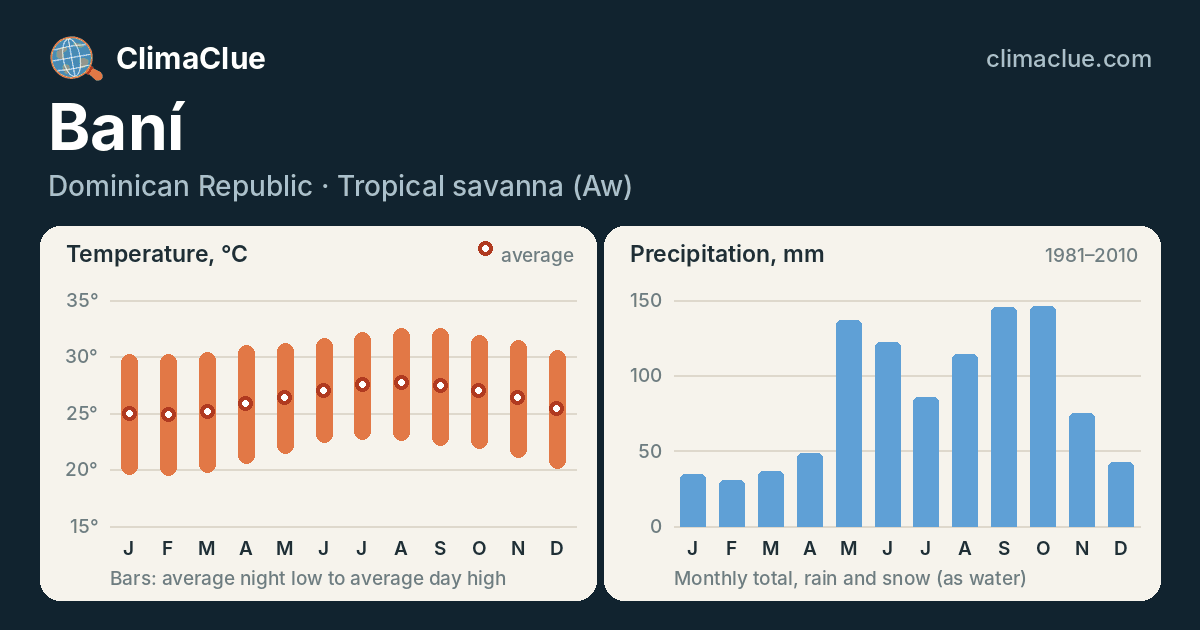 ClimaClue
climaclue.com
Baní
Dominican Republic · Tropical savanna (Aw)
Temperature, °C
average
35°
30°
25°
20°
15°
J F M A M J J A S O N D
Bars: average night low to average day high
Precipitation, mm
1981–2010
150
100
50
0
J F M A M J J A S O N D
Monthly total, rain and snow (as water)